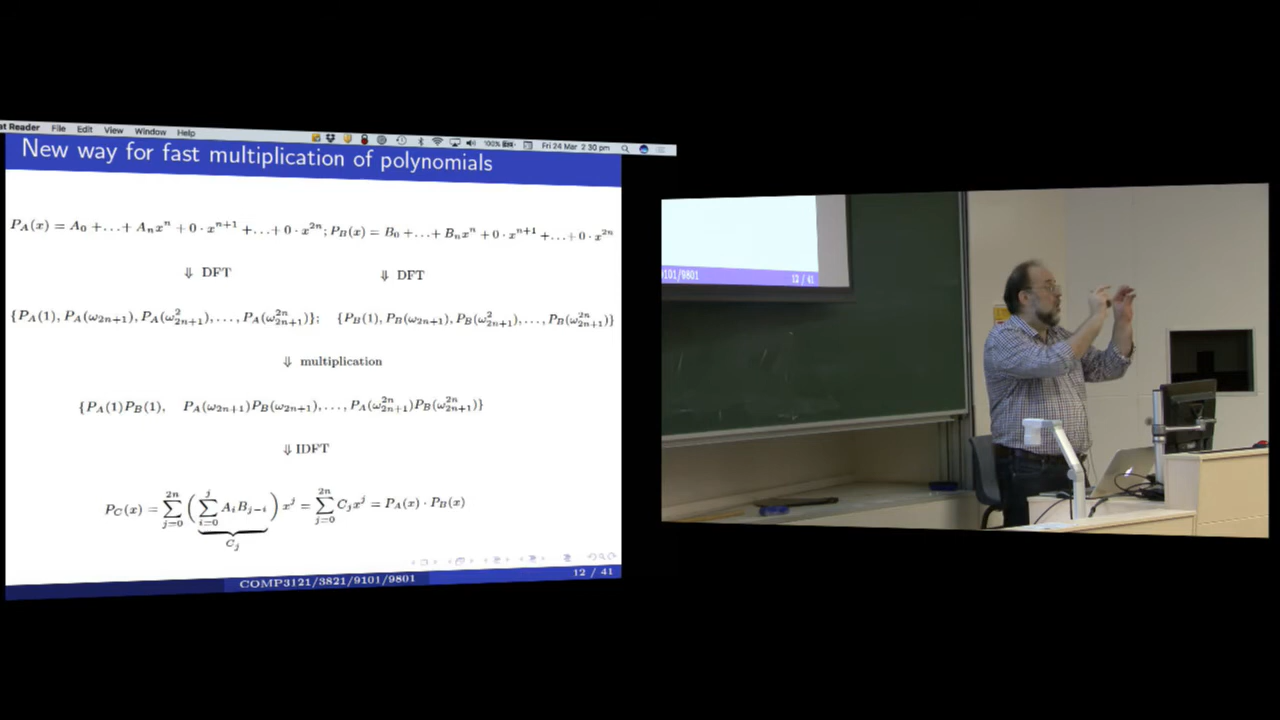 at Reader File Edit View Window Help 100% Fri 24 Mar 2 30 pm
New way for fast multiplication of polynomials
P_A(x) = A_0 + ... + A_n x^n + 0 · x^{n+1} + ... + 0 · x^{2n}; P_B(x) = B_0 + ... + B_n x^n + 0 · x^{n+1} + ... + 0 · x^{2n}
⇓ DFT ⇓ DFT
{P_A(1), P_A(ω_{2n+1}), P_A(ω^2_{2n+1}), ..., P_A(ω^{2n}_{2n+1})}; {P_B(1), P_B(ω_{2n+1}), P_B(ω^2_{2n+1}), ..., P_B(ω^{2n}_{2n+1})}
⇓ multiplication
{P_A(1)P_B(1), P_A(ω_{2n+1})P_B(ω_{2n+1}), ..., P_A(ω^{2n}_{2n+1})P_B(ω^{2n}_{2n+1})}
⇓ IDFT
P_C(x) = ∑_{j=0}^{2n} (∑_{i=0}^{j} A_i B_{j-i}) x^j = ∑_{j=0}^{2n} C_j x^j = P_A(x) · P_B(x)
C_j
COMP3121/3821/9101/9801 12 / 41
9101/9801 12 / 41